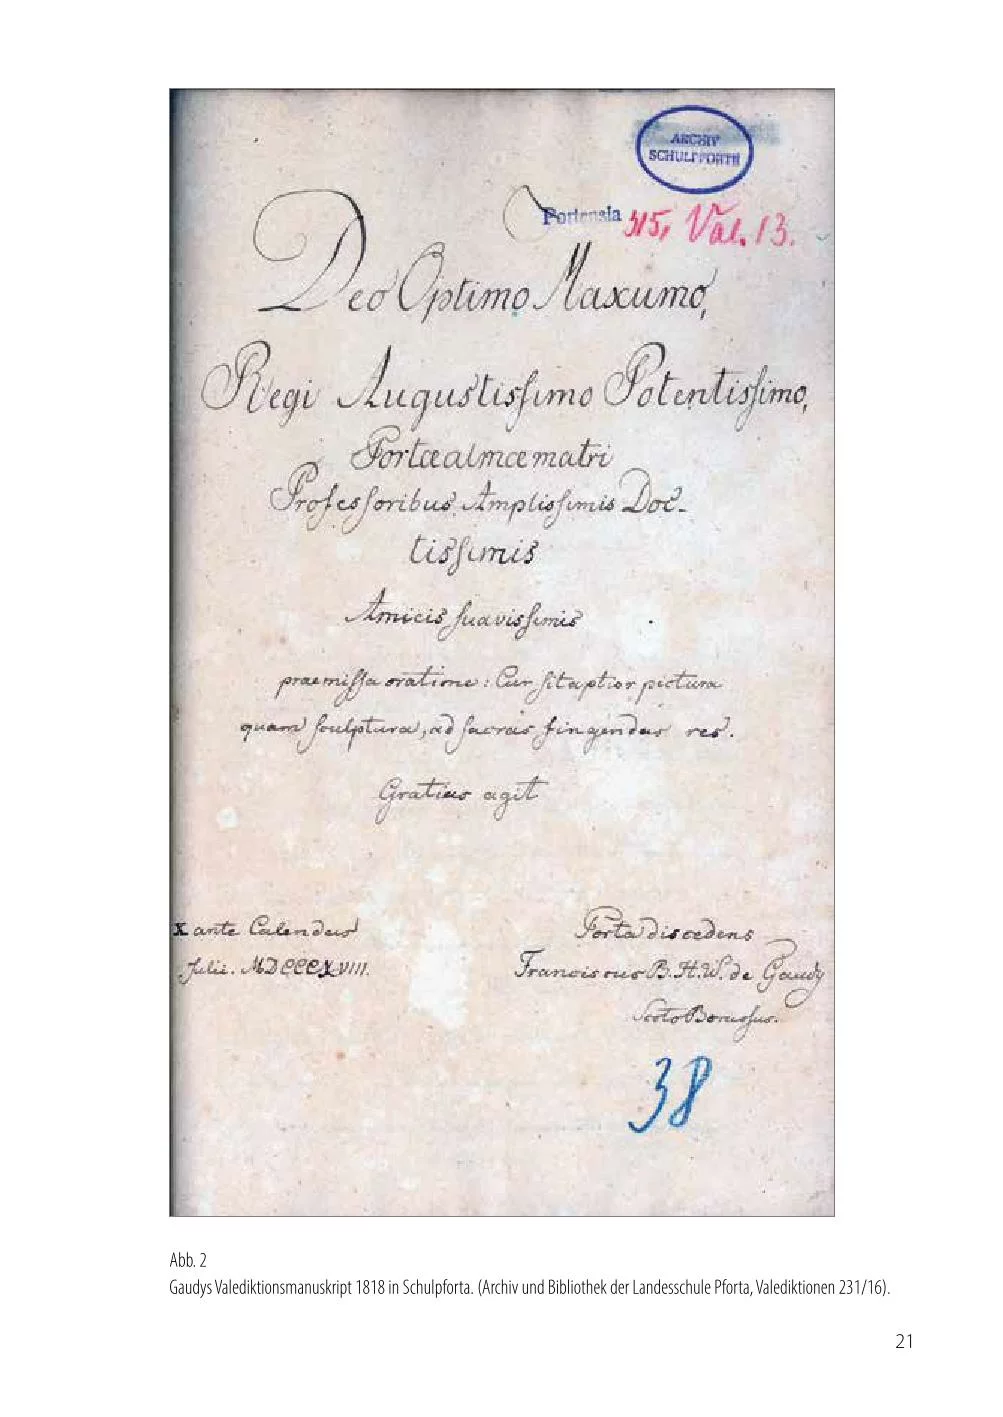 ARCHIV
SCHULPFORTE
Portensia 315, Val. 13.
Deo Optimo Maxumo,
Regi Augustissimo Potentissimo,
Portae almae matri
Professoribus Amplissimis Doc-
tissimis
Amicis suavissimis
praemissa oratione: Cur sit aptior pictura
quam sculptura, ad sacras fingendas res.
Gratias agit
X ante Calendas
Julii. MDCCCXVIII.
Porta discedens
Franciscus B. H. W. de Gaudy
Scoto Borussus.
38
Abb. 2
Gaudys Valediktionsmanuskript 1818 in Schulpforta. (Archiv und Bibliothek der Landesschule Pforta, Valediktionen 231/16).
21